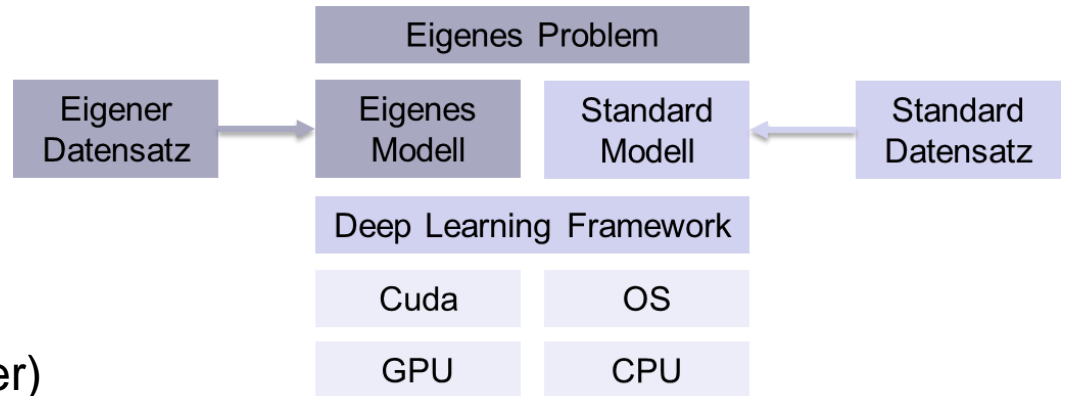 Eigenes Problem
Eigener
Datensatz
Eigenes
Modell
Standard
Modell
Standard
Datensatz
Deep Learning Framework
Cuda
OS
GPU
CPU
er)